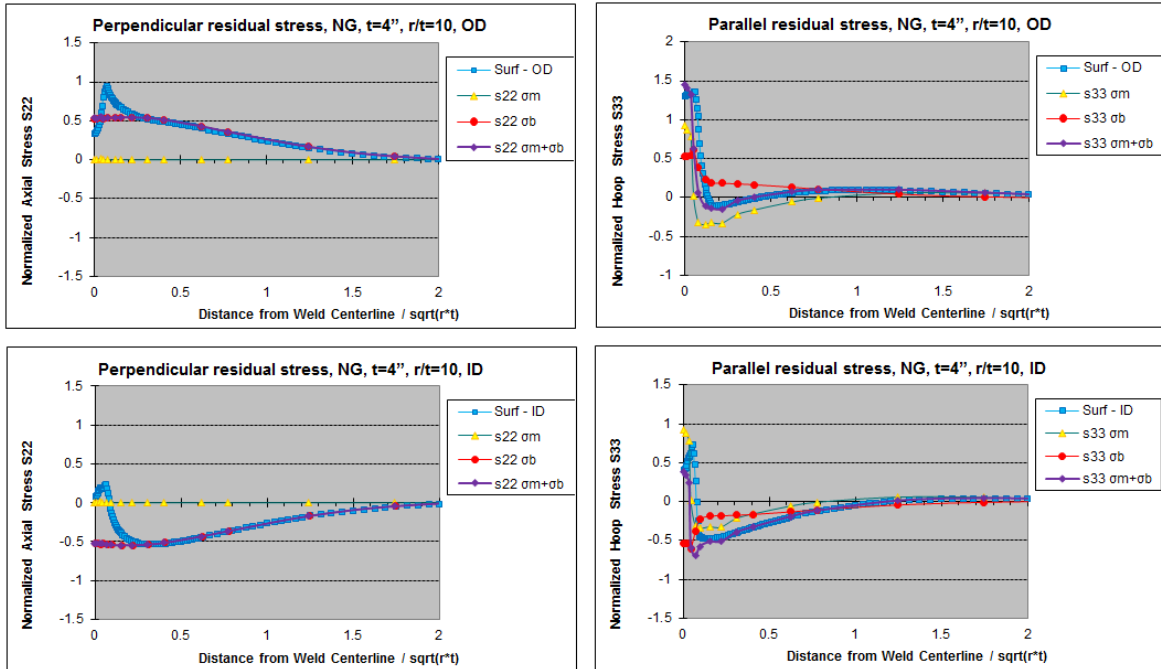 Perpendicular residual stress, NG, t=4”, r/t=10, OD
Normalized Axial Stress S22
1.5
1
0.5
0
-0.5
-1
-1.5
0
0.5
1
1.5
2
Distance from Weld Centerline / sqrt(r*t)
Surf - OD
s22 σm
s22 σb
s22 σm+σb
Parallel residual stress, NG, t=4”, r/t=10, OD
Normalized Hoop Stress S33
2
1.5
1
0.5
0
-0.5
-1
0
0.5
1
1.5
2
Distance from Weld Centerline / sqrt(r*t)
Surf - OD
s33 σm
s33 σb
s33 σm+σb
Perpendicular residual stress, NG, t=4”, r/t=10, ID
Normalized Axial Stress S22
1.5
1
0.5
0
-0.5
-1
-1.5
0
0.5
1
1.5
2
Distance from Weld Centerline / sqrt(r*t)
Surf - ID
s22 σm
s22 σb
s22 σm+σb
Parallel residual stress, NG, t=4”, r/t=10, ID
Normalized Hoop Stress S33
1.5
1
0.5
0
-0.5
-1
-1.5
0
0.5
1
1.5
2
Distance from Weld Centerline / sqrt(r*t)
Surf - ID
s33 σm
s33 σb
s33 σm+σb